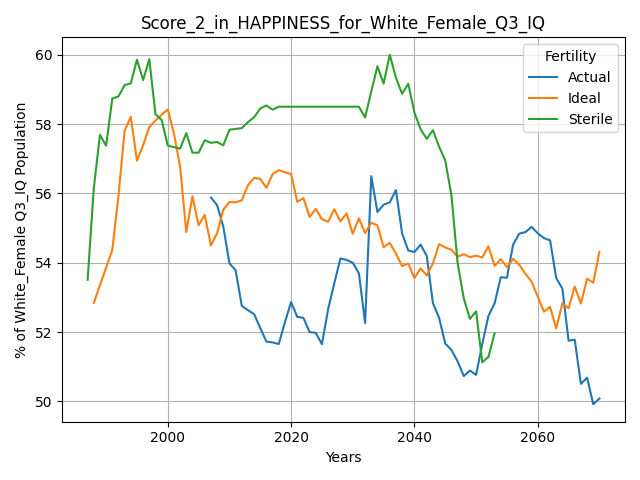 Score_2_in_HAPPINESS_for_White_Female_Q3_IQ
Fertility
Actual
Ideal
Sterile
% of White_Female Q3_IQ Population
60
58
56
54
52
50
2000
2020
2040
2060
Years